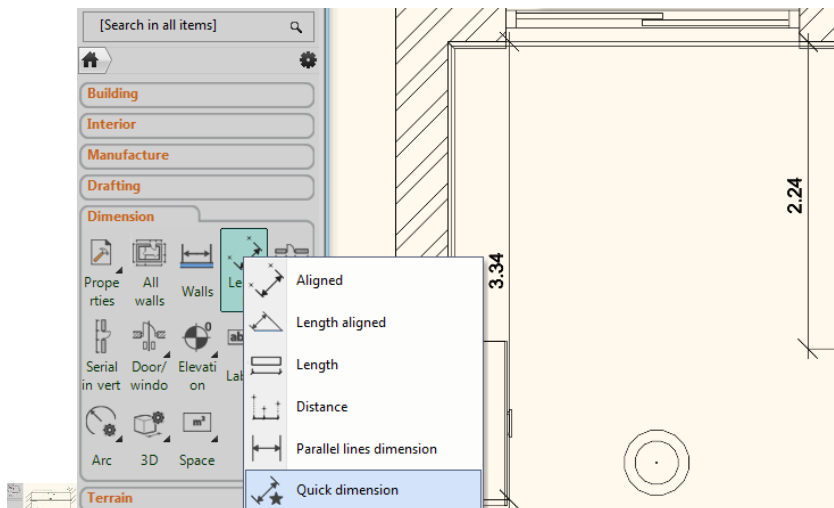 [Search in all items]
Building
Interior
Manufacture
Drafting
Dimension
Prope
rties
All
walls
Walls
Le
Serial
in vert
Door/
windo
Elevati
on
Lab
Arc
3D
Space
Terrain
Aligned
Length aligned
Length
Distance
Parallel lines dimension
Quick dimension
3.34
2.24